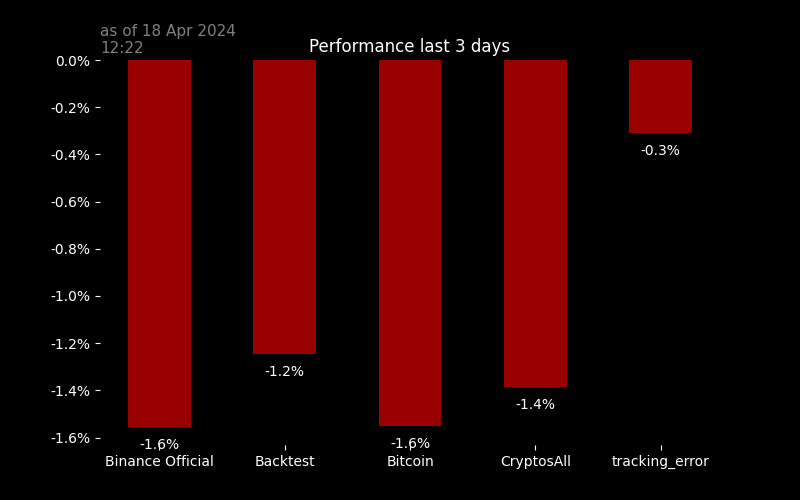 as of 18 Apr 2024
12:22
Performance last 3 days
0.0%
-0.2%
-0.4%
-0.6%
-0.8%
-1.0%
-1.2%
-1.4%
-1.6%
-1.6%
-1.2%
-1.6%
-1.4%
-0.3%
Binance Official
Backtest
Bitcoin
CryptosAll
tracking_error